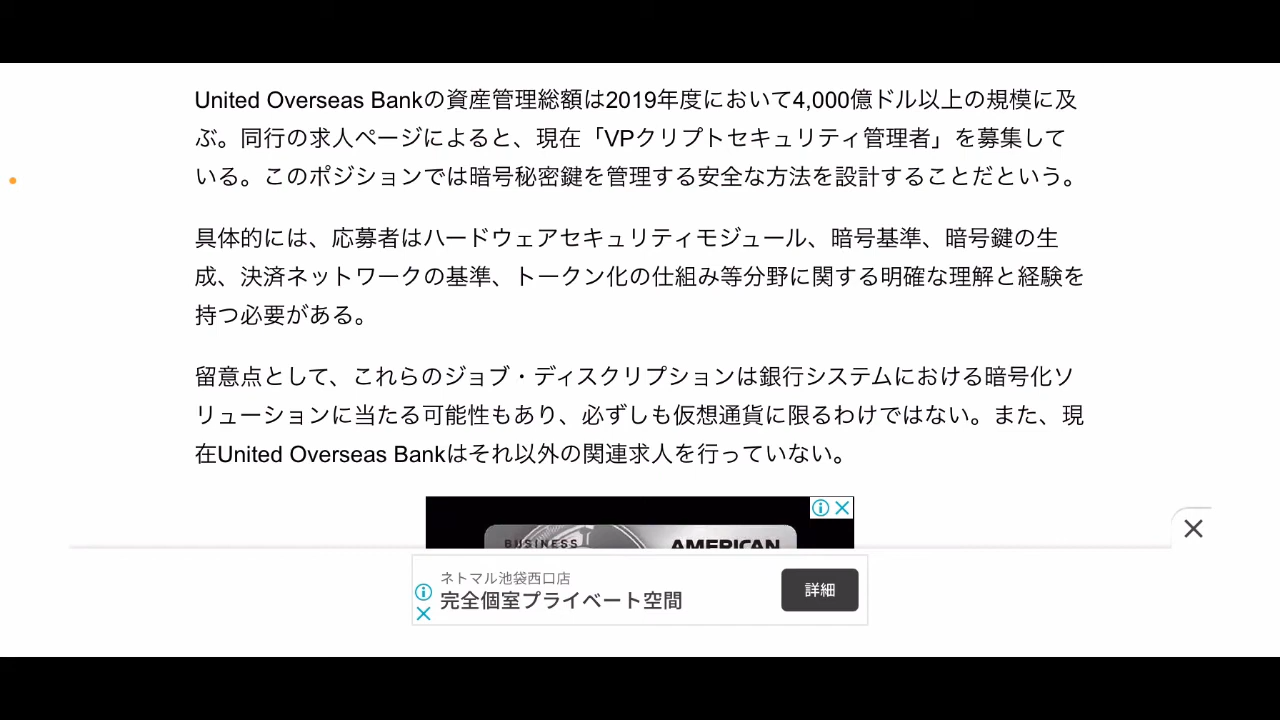 United Overseas Bankの資産管理総額は2019年度において4,000億ドル以上の規模に及
ぶ。同行の求人ページによると、現在「VPクリプトセキュリティ管理者」を募集して
いる。このポジションでは暗号秘密鍵を管理する安全な方法を設計することだという。
具体的には、応募者はハードウェアセキュリティモジュール、暗号基準、暗号鍵の生
成、決済ネットワークの基準、トークン化の仕組み等分野に関する明確な理解と経験を
持つ必要がある。
留意点として、これらのジョブ・ディスクリプションは銀行システムにおける暗号化ソ
リューションに当たる可能性もあり、必ずしも仮想通貨に限るわけではない。また、現
在United Overseas Bankはそれ以外の関連求人を行っていない。
BUSINESS AMERICAN
ネトマル池袋西口店
完全個室プライベート空間
詳細